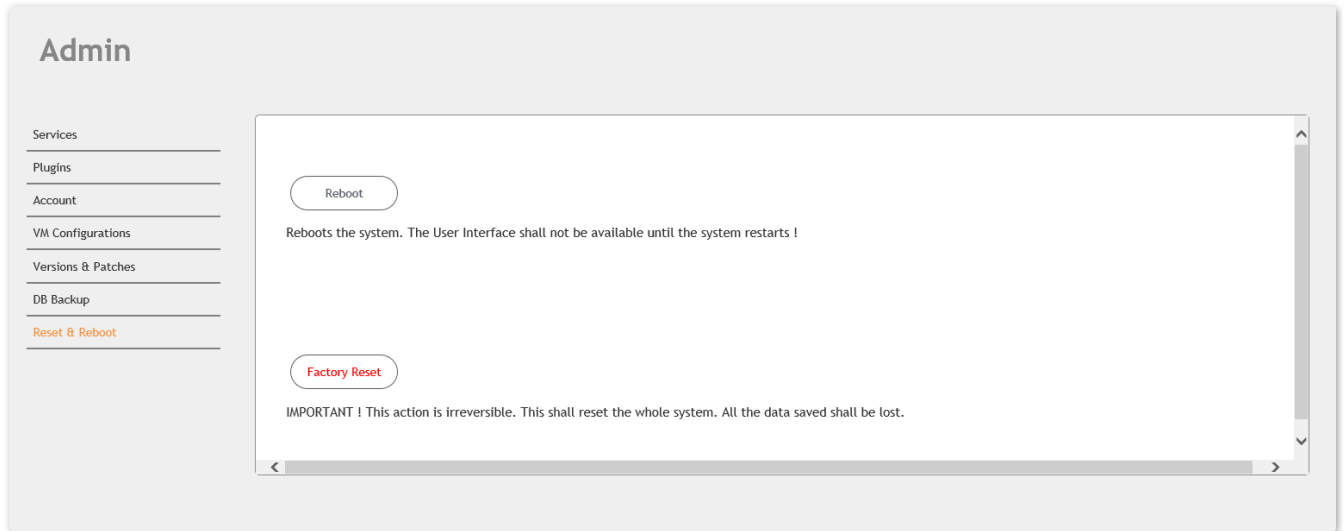 Admin
Services
Plugins
Account
VM Configurations
Versions & Patches
DB Backup
Reset & Reboot
Reboot
Reboots the system. The User Interface shall not be available until the system restarts !
Factory Reset
IMPORTANT ! This action is irreversible. This shall reset the whole system. All the data saved shall be lost.